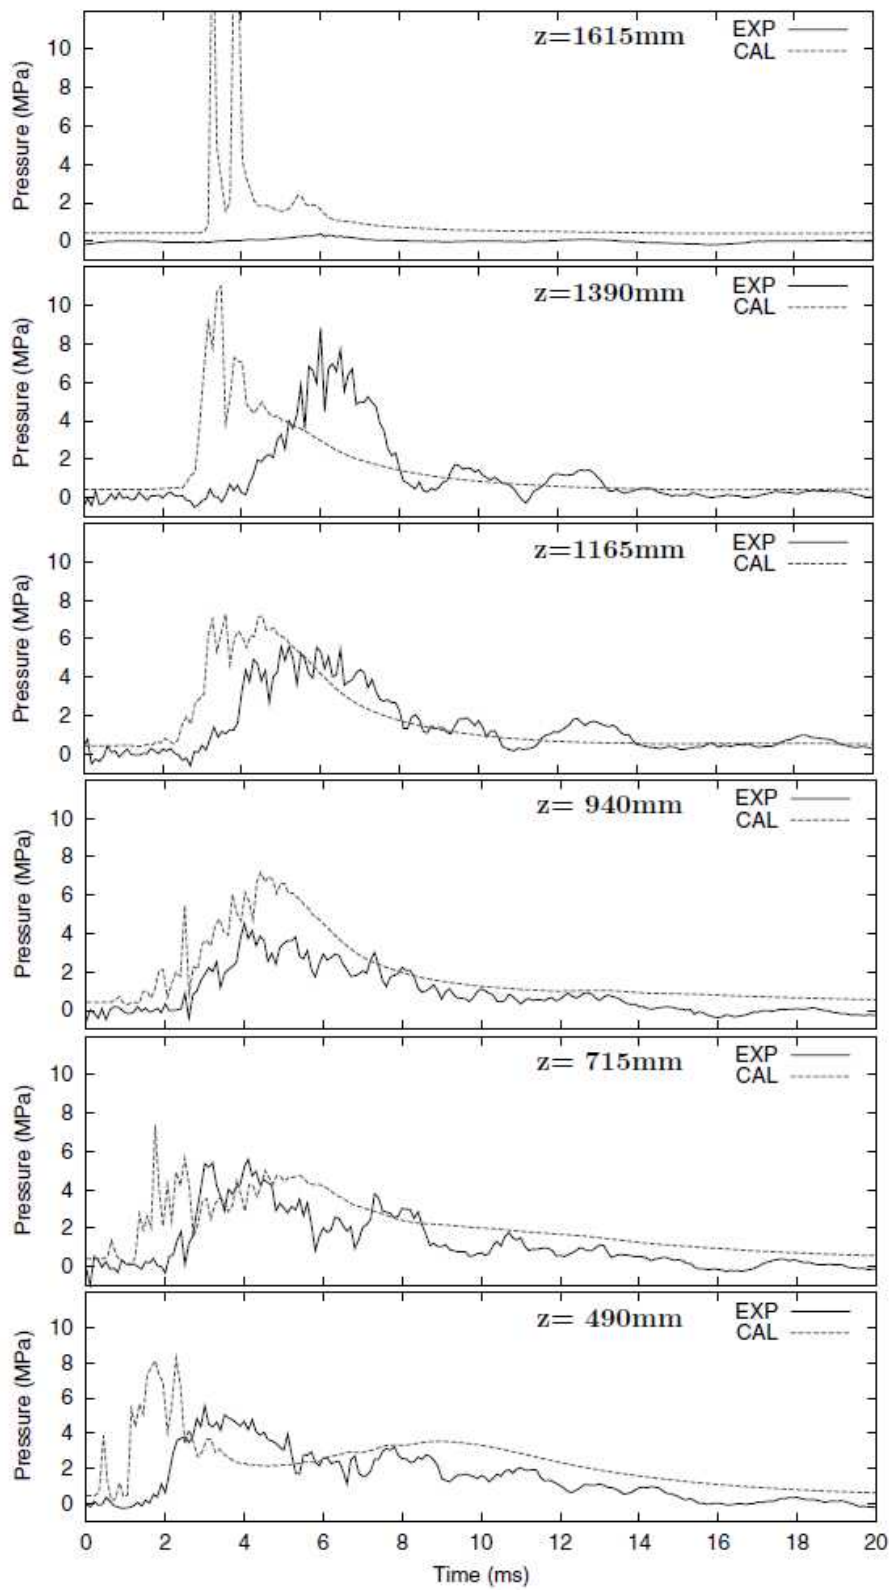 z=1615mm
EXP
CAL
Pressure (MPa)
10
8
6
4
2
0
z=1390mm
EXP
CAL
Pressure (MPa)
10
8
6
4
2
0
z=1165mm
EXP
CAL
Pressure (MPa)
10
8
6
4
2
0
z= 940mm
EXP
CAL
Pressure (MPa)
10
8
6
4
2
0
z= 715mm
EXP
CAL
Pressure (MPa)
10
8
6
4
2
0
z= 490mm
EXP
CAL
Pressure (MPa)
10
8
6
4
2
0
0 2 4 6 8 10 12 14 16 18 20
Time (ms)